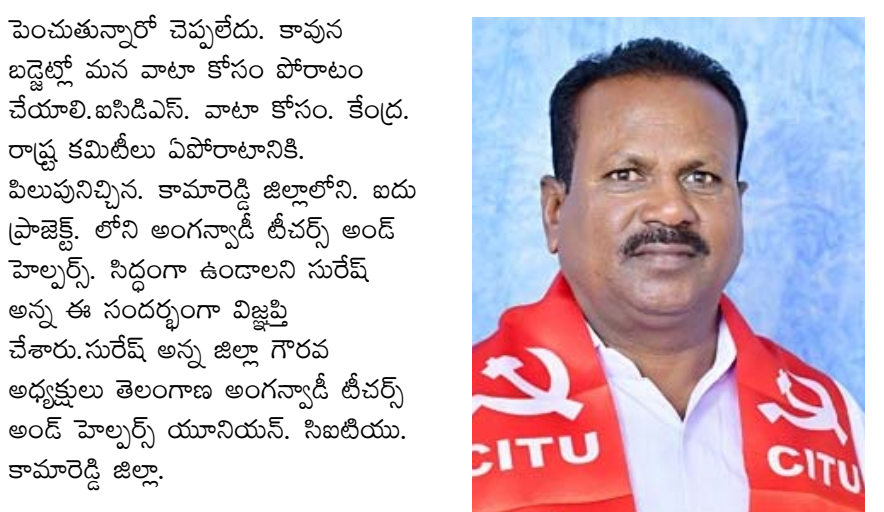 పెంచుతున్నారో చెప్పలేదు. కావున
బడ్జెట్లో మన వాటా కోసం పోరాటం
చేయాలి.ఐసిడిఎస్. వాటా కోసం. కేంద్ర.
రాష్ట్ర కమిటీలు ఏపోరాటానికి.
పిలుపునిచ్చిన. కామారెడ్డి జిల్లాలోని. ఐదు
ప్రాజెక్ట్. లోని అంగన్వాడీ టీచర్స్ అండ్
హెల్పర్స్. సిద్ధంగా ఉండాలని సురేష్
అన్న ఈ సందర్భంగా విజ్ఞప్తి
చేశారు.సురేష్ అన్న జిల్లా గౌరవ
అధ్యక్షులు తెలంగాణ అంగన్వాడీ టీచర్స్
అండ్ హెల్పర్స్ యూనియన్. సిఐటియు.
కామారెడ్డి జిల్లా.
CITU
CITU